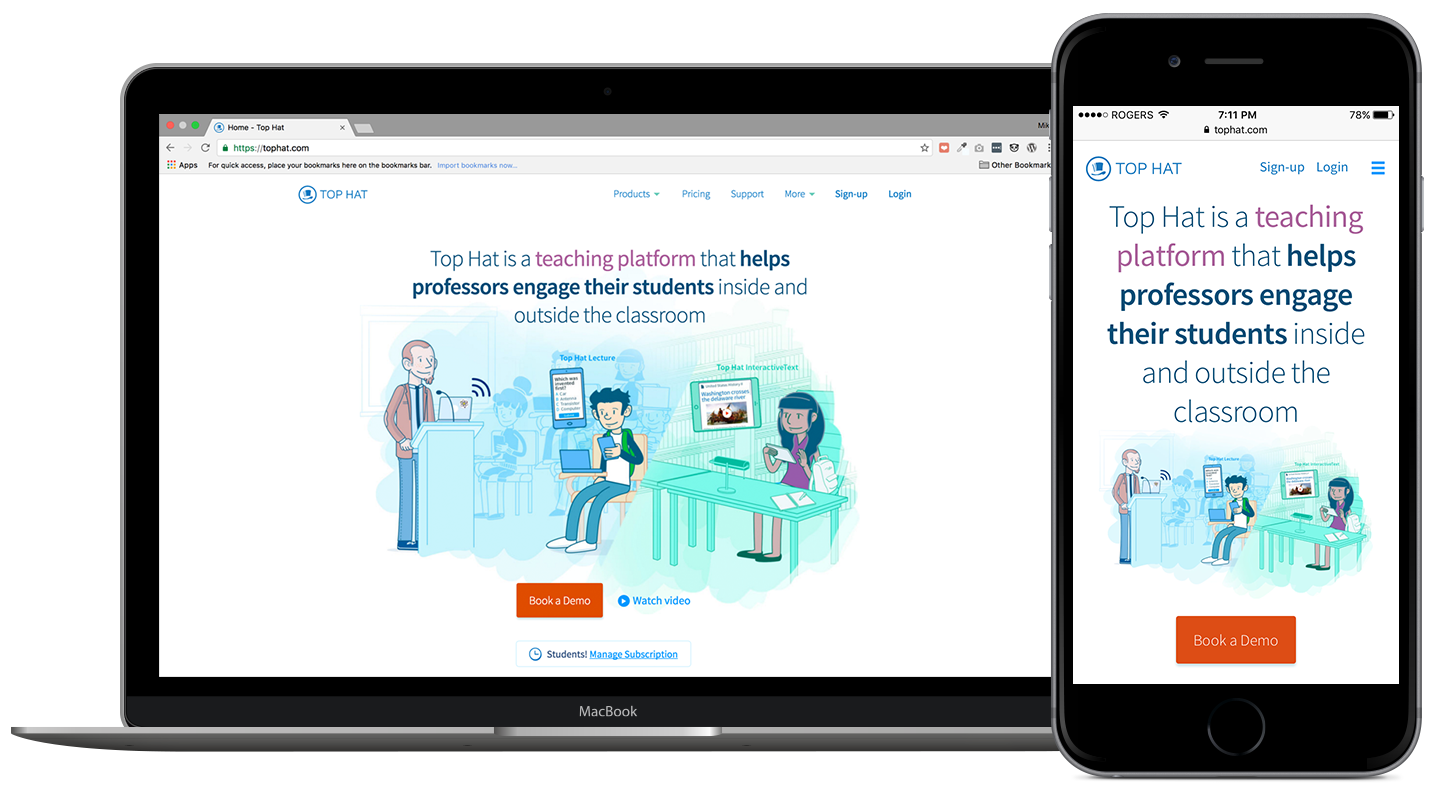 Home - Top Hat
Mik
https://tophat.com
Apps For quick access, place your bookmarks here on the bookmarks bar. Import bookmarks now... Other Bookmark
TOP HAT Products Pricing Support More Sign-up Login
Top Hat is a teaching platform that helps
professors engage their students inside and
outside the classroom
Top Hat Lecture
Which was
invented
first?
Car
Antenna
Transistor
Computer
Top Hat InteractiveText
United States History II
Washington crosses
the delaware river
Book a Demo Watch video
Students! Manage Subscription
MacBook
ROGERS 7:11 PM 78%
tophat.com
TOP HAT Sign-up Login
Top Hat is a teaching
platform that helps
professors engage
their students inside
and outside the
classroom
Top Hat Lecture
Top Hat InteractiveText
Washington crosses
the delaware river
Book a Demo